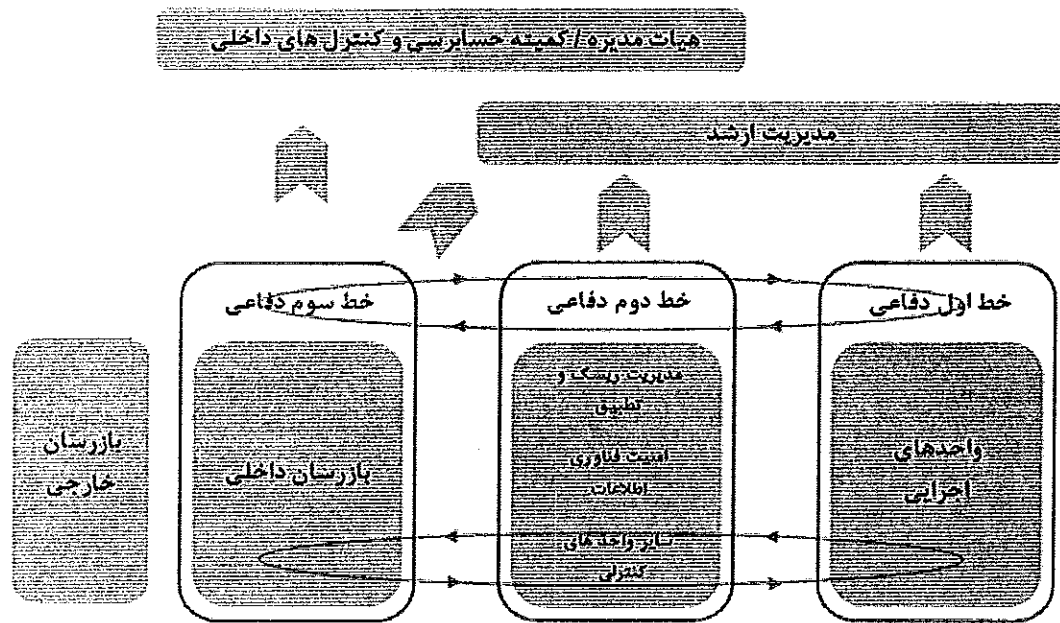 هیات مدیره / کمیته حسابرسی و کنترل های داخلی
مدیریت ارشد
خط اول دفاعی
واحدهای
اجرایی
خط دوم دفاعی
مدیریت ریسک و
تطبیق
امنیت فناوری
اطلاعات
سایر واحد های
کنترلی
خط سوم دفاعی
بازرسان داخلی
بازرسان
خارجی